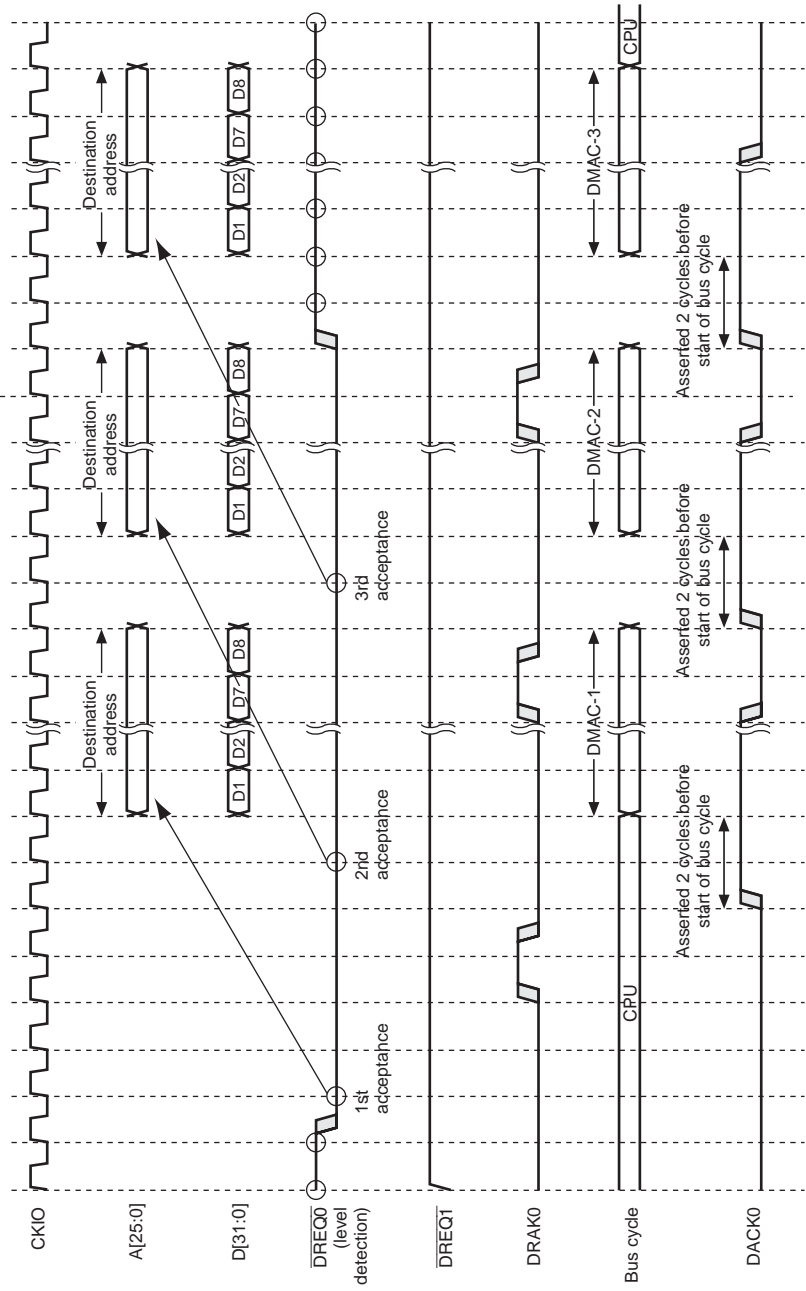 CKIO
A[25:0]
Destination
address
Destination
address
Destination
address
D[31:0]
D1 D2 D7 D8
D1 D2 D7 D8
D1 D2 D7 D8
DREQ0
(level
detection)
1st
acceptance
2nd
acceptance
3rd
acceptance
DREQ1
DRAK0
Bus cycle
CPU
DMAC-1
DMAC-2
DMAC-3
CPU
DACK0
Asserted 2 cycles before
start of bus cycle
Asserted 2 cycles before
start of bus cycle
Asserted 2 cycles before
start of bus cycle